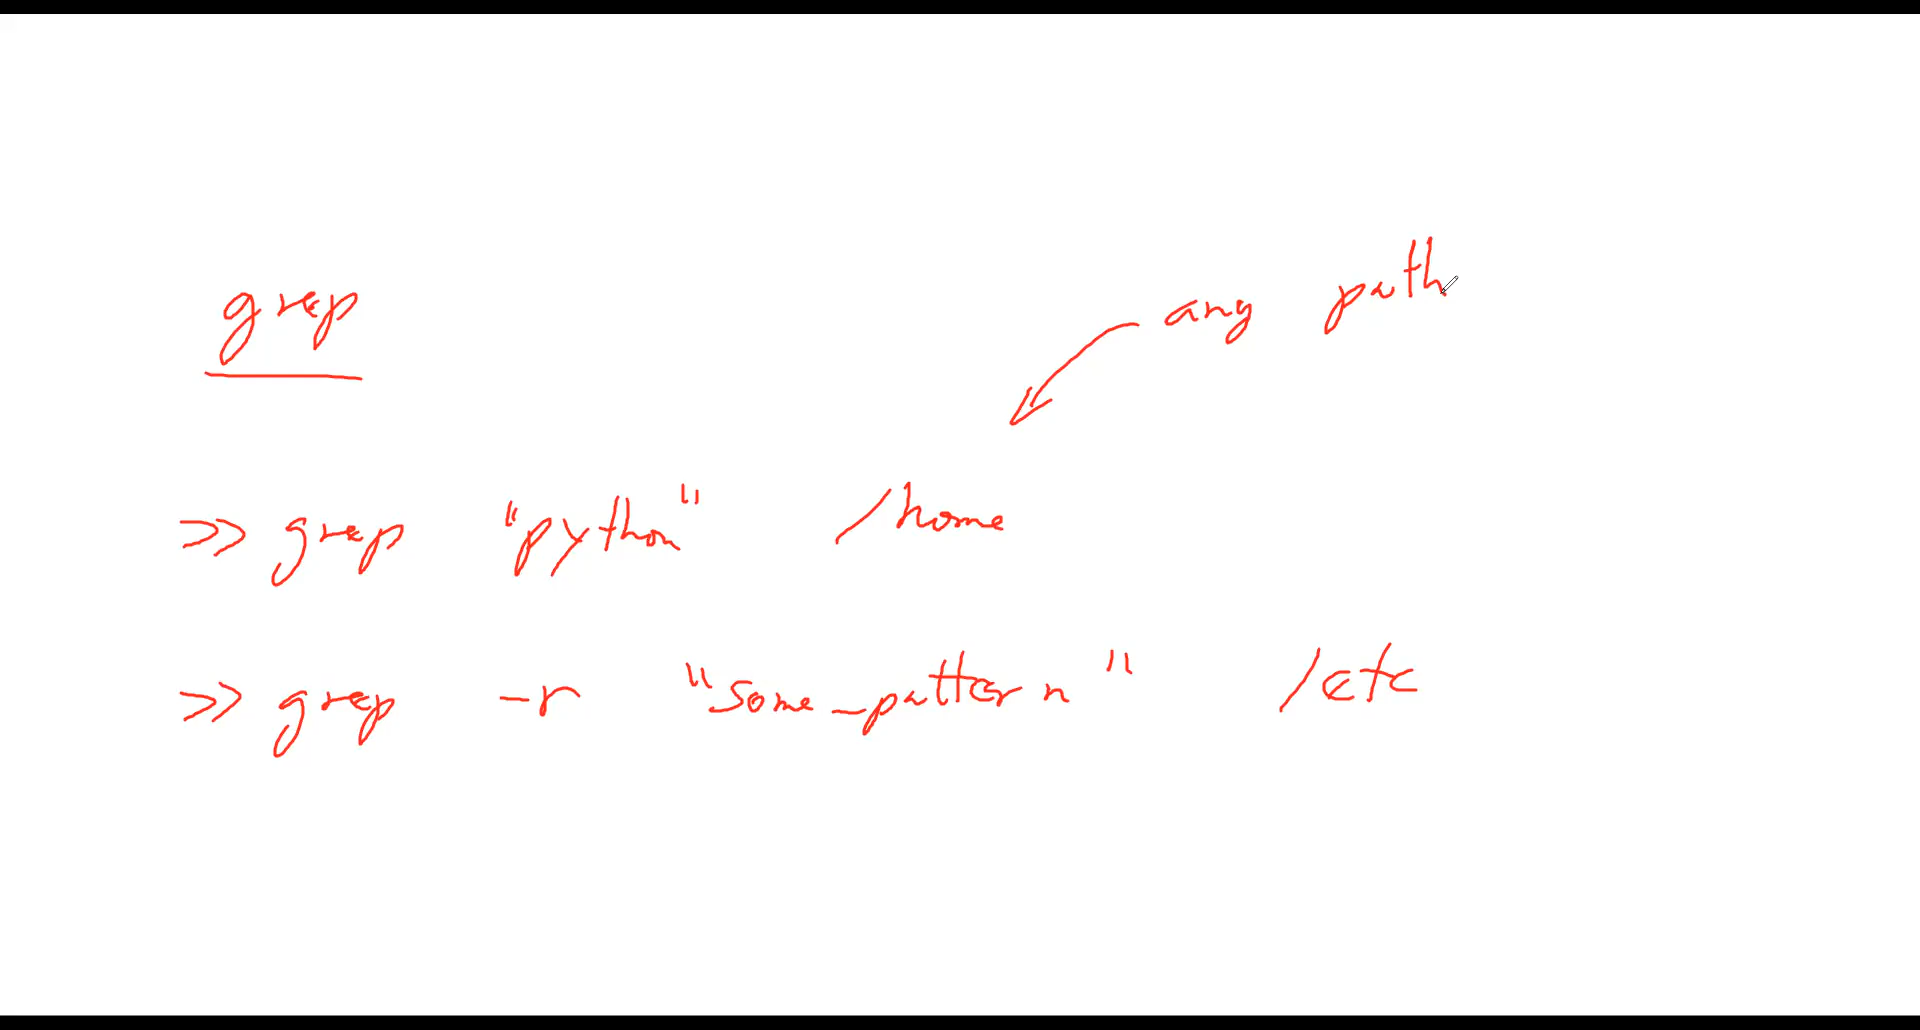 grep
any path
>> grep "python" /home
>> grep -r "some_pattern" /etc